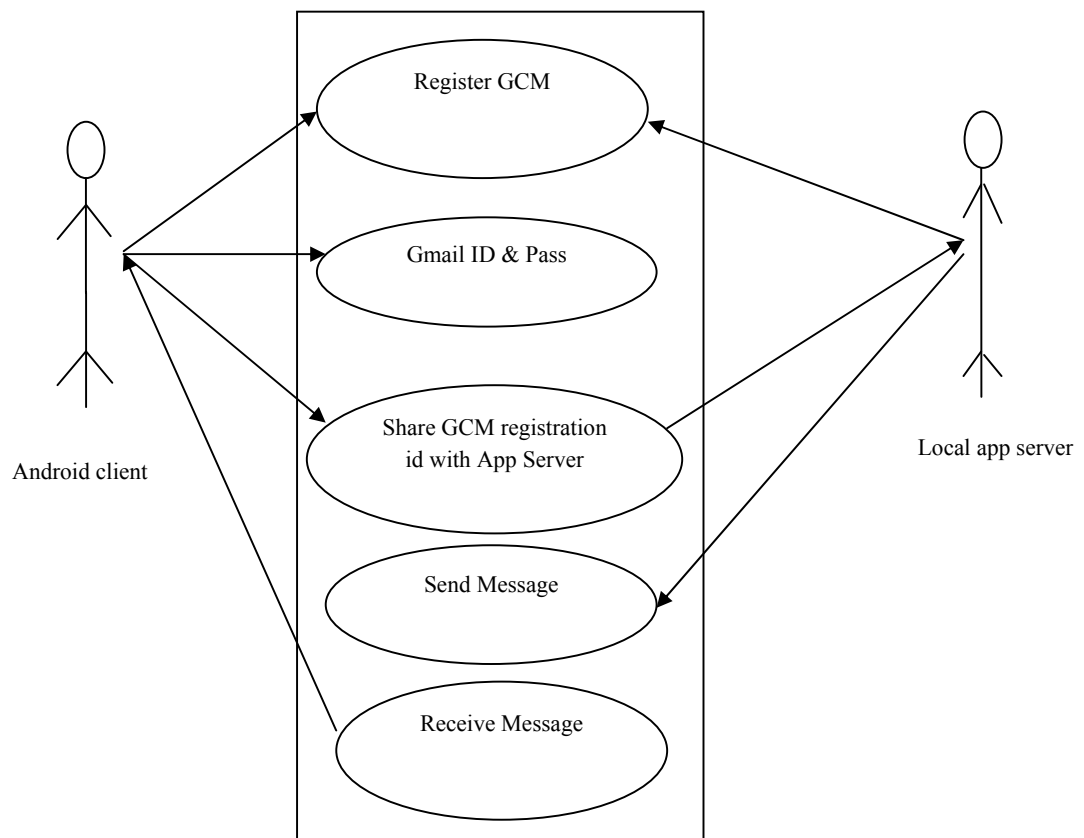 Register GCM
Gmail ID & Pass
Share GCM registration
id with App Server
Android client
Local app server
Send Message
Receive Message